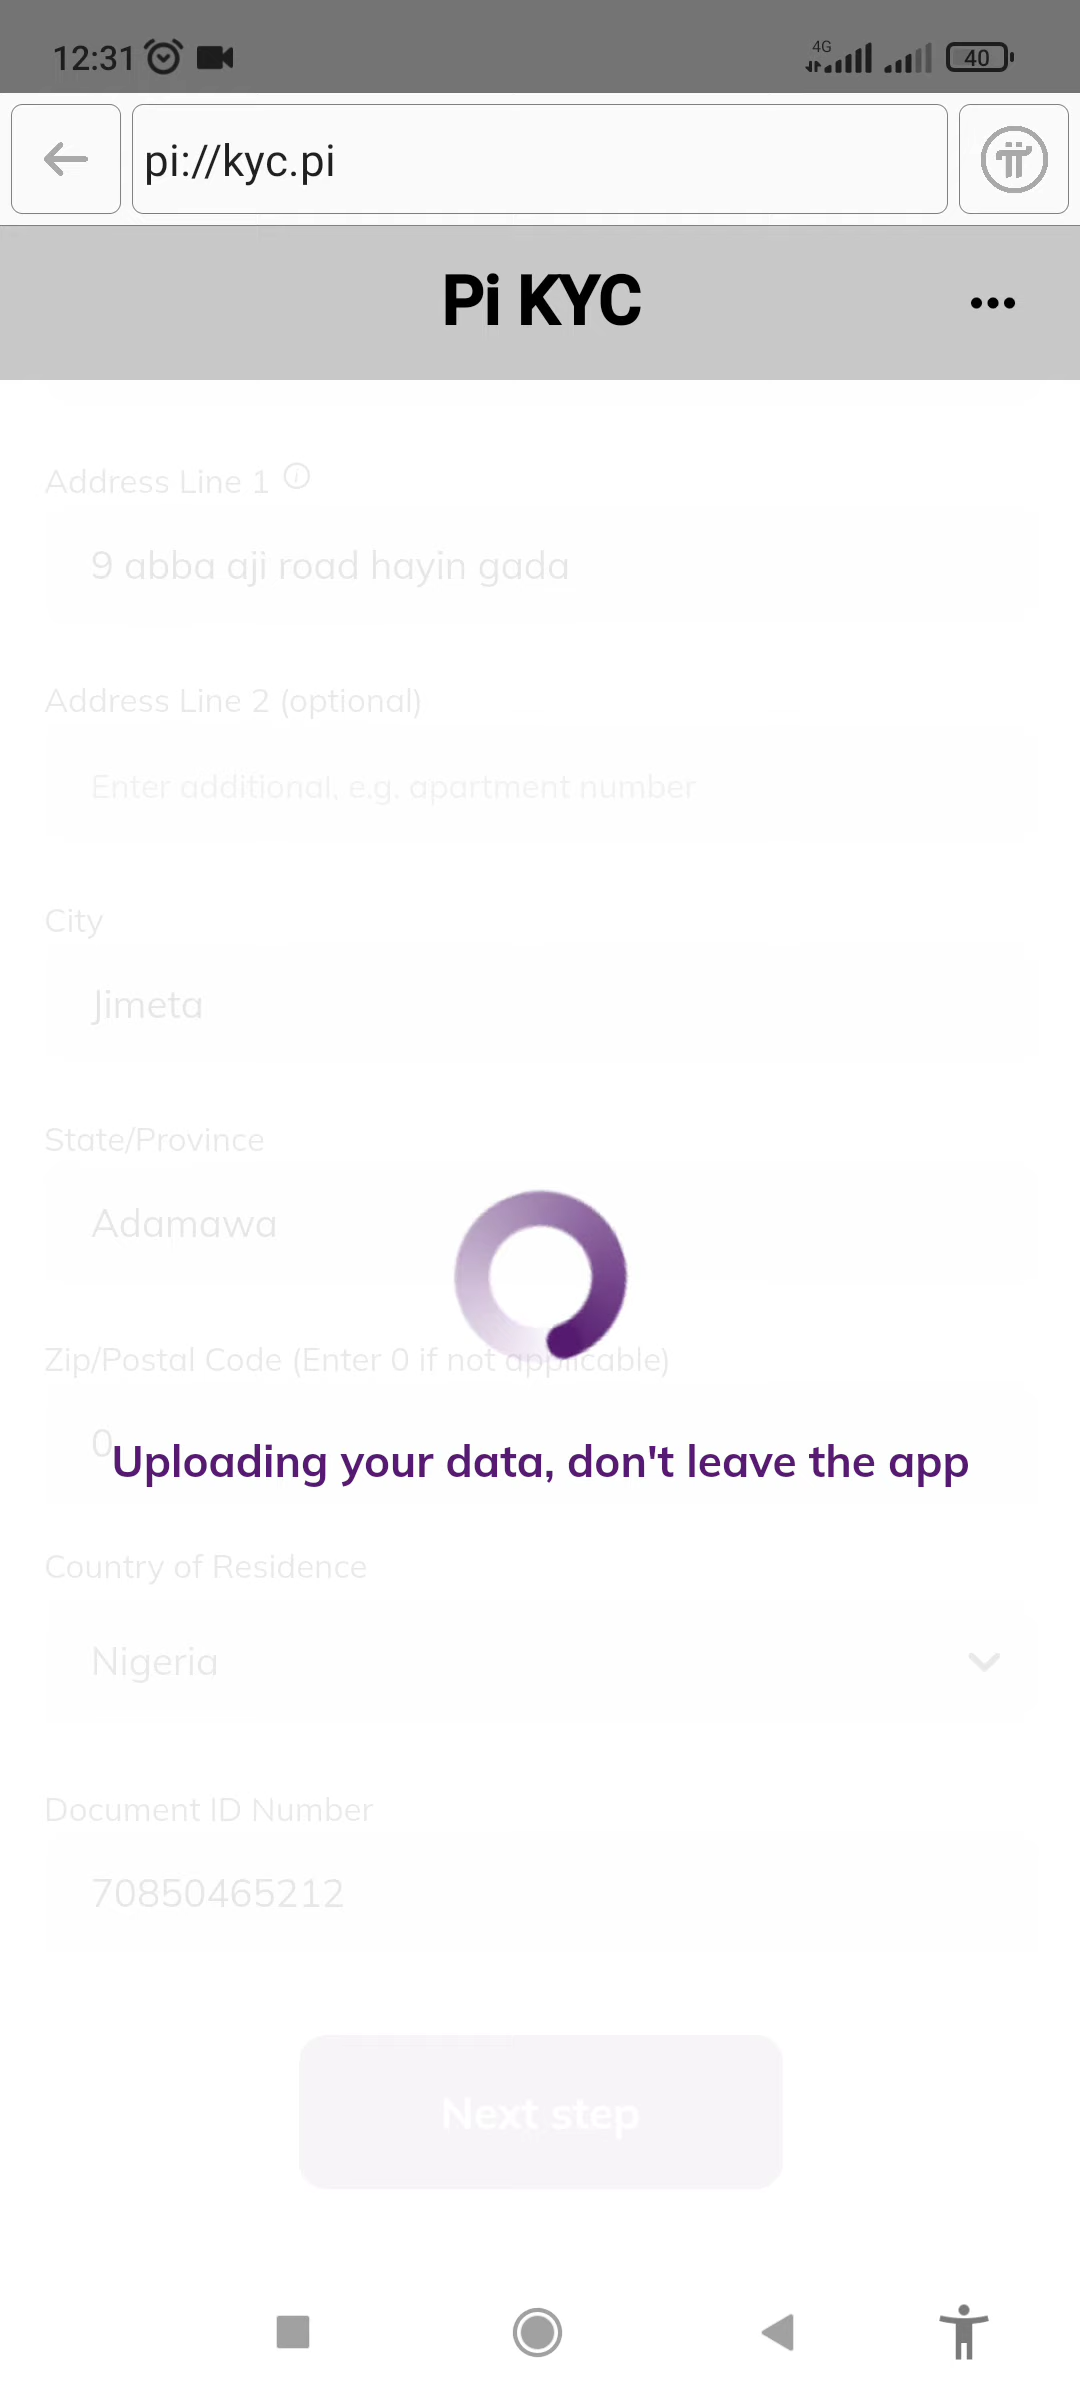 12:31
4G
40
pi://kyc.pi
Pi KYC
Address Line 1
9 abba aji road hayin gada
Address Line 2 (optional)
Enter additional, e.g. apartment number
City
Jimeta
State/Province
Adamawa
Zip/Postal Code (Enter 0 if not applicable)
0
Uploading your data, don't leave the app
Country of Residence
Nigeria
Document ID Number
70850465212
Next step